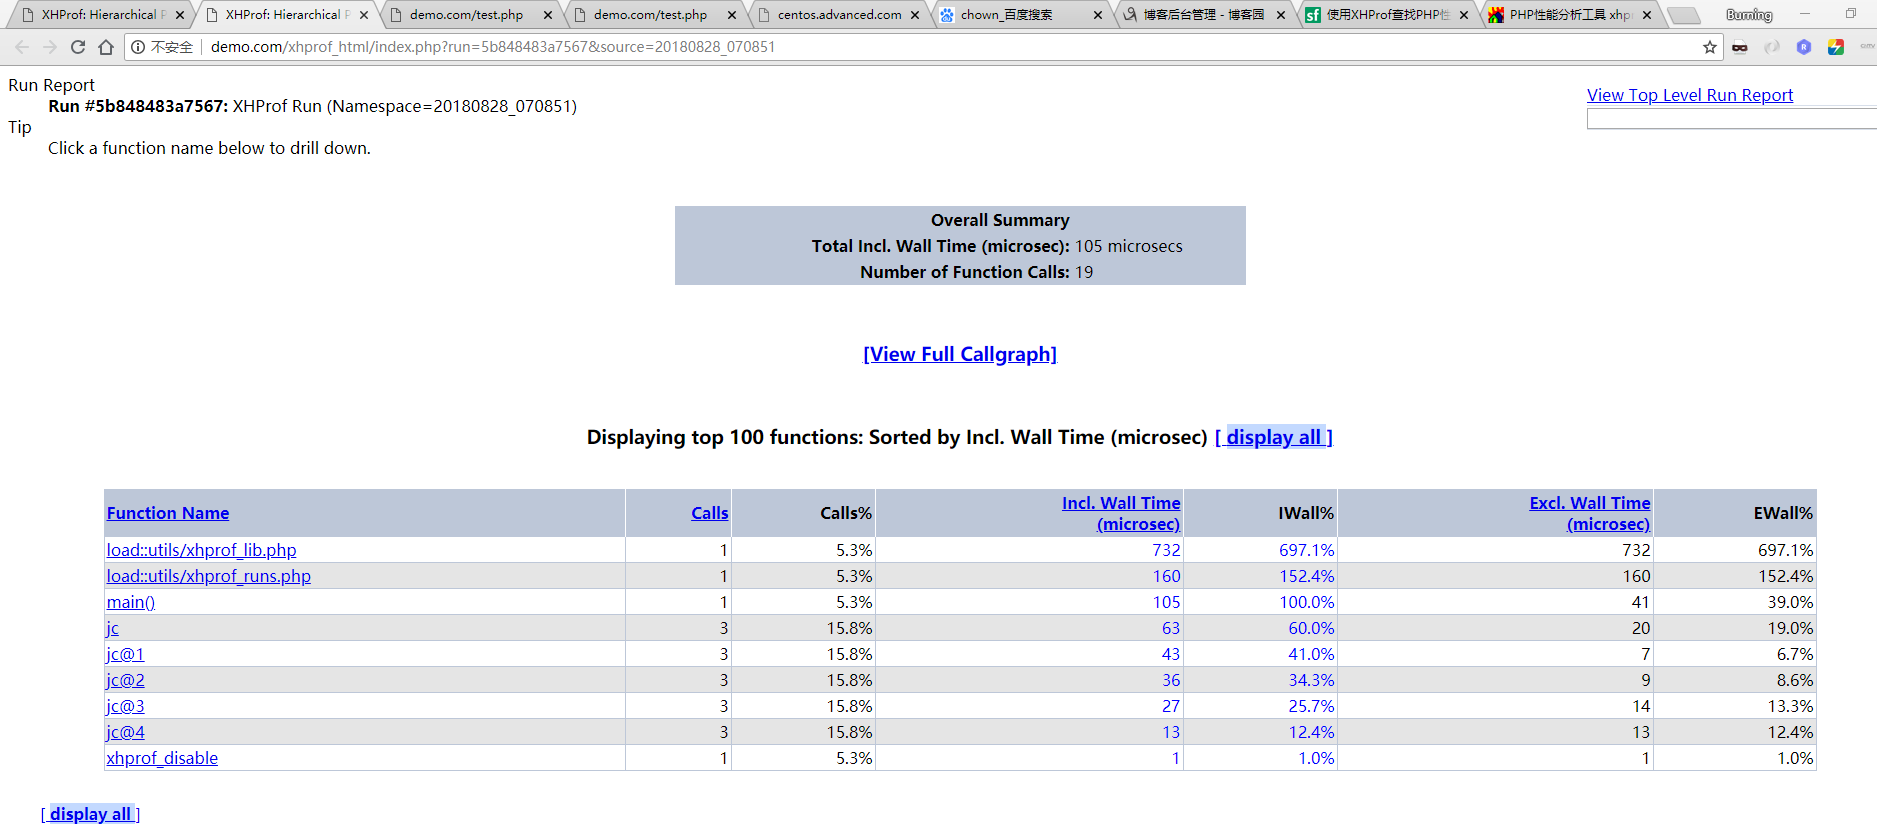 XHProf: Hierarchical P
XHProf: Hierarchical P
demo.com/test.php
demo.com/test.php
centos.advanced.com
chown_百度搜索
博客后台管理 - 博客园
使用XHProf查找PHP性
PHP性能分析工具 xhpr
Burning
不安全
demo.com/xhprof_html/index.php?run=5b848483a7567&source=20180828_070851
Run Report
Run #5b848483a7567: XHProf Run (Namespace=20180828_070851)
View Top Level Run Report
Tip
Click a function name below to drill down.
Overall Summary
Total Incl. Wall Time (microsec): 105 microsecs
Number of Function Calls: 19
[View Full Callgraph]
Displaying top 100 functions: Sorted by Incl. Wall Time (microsec) [ display all ]
Function Name Calls Calls% Incl. Wall Time (microsec) IWall% Excl. Wall Time (microsec) EWall%
load::utils/xhprof_lib.php 1 5.3% 732 697.1% 732 697.1%
load::utils/xhprof_runs.php 1 5.3% 160 152.4% 160 152.4%
main() 1 5.3% 105 100.0% 41 39.0%
jc 3 15.8% 63 60.0% 20 19.0%
jc@1 3 15.8% 43 41.0% 7 6.7%
jc@2 3 15.8% 36 34.3% 9 8.6%
jc@3 3 15.8% 27 25.7% 14 13.3%
jc@4 3 15.8% 13 12.4% 13 12.4%
xhprof_disable 1 5.3% 1 1.0% 1 1.0%
[ display all ]